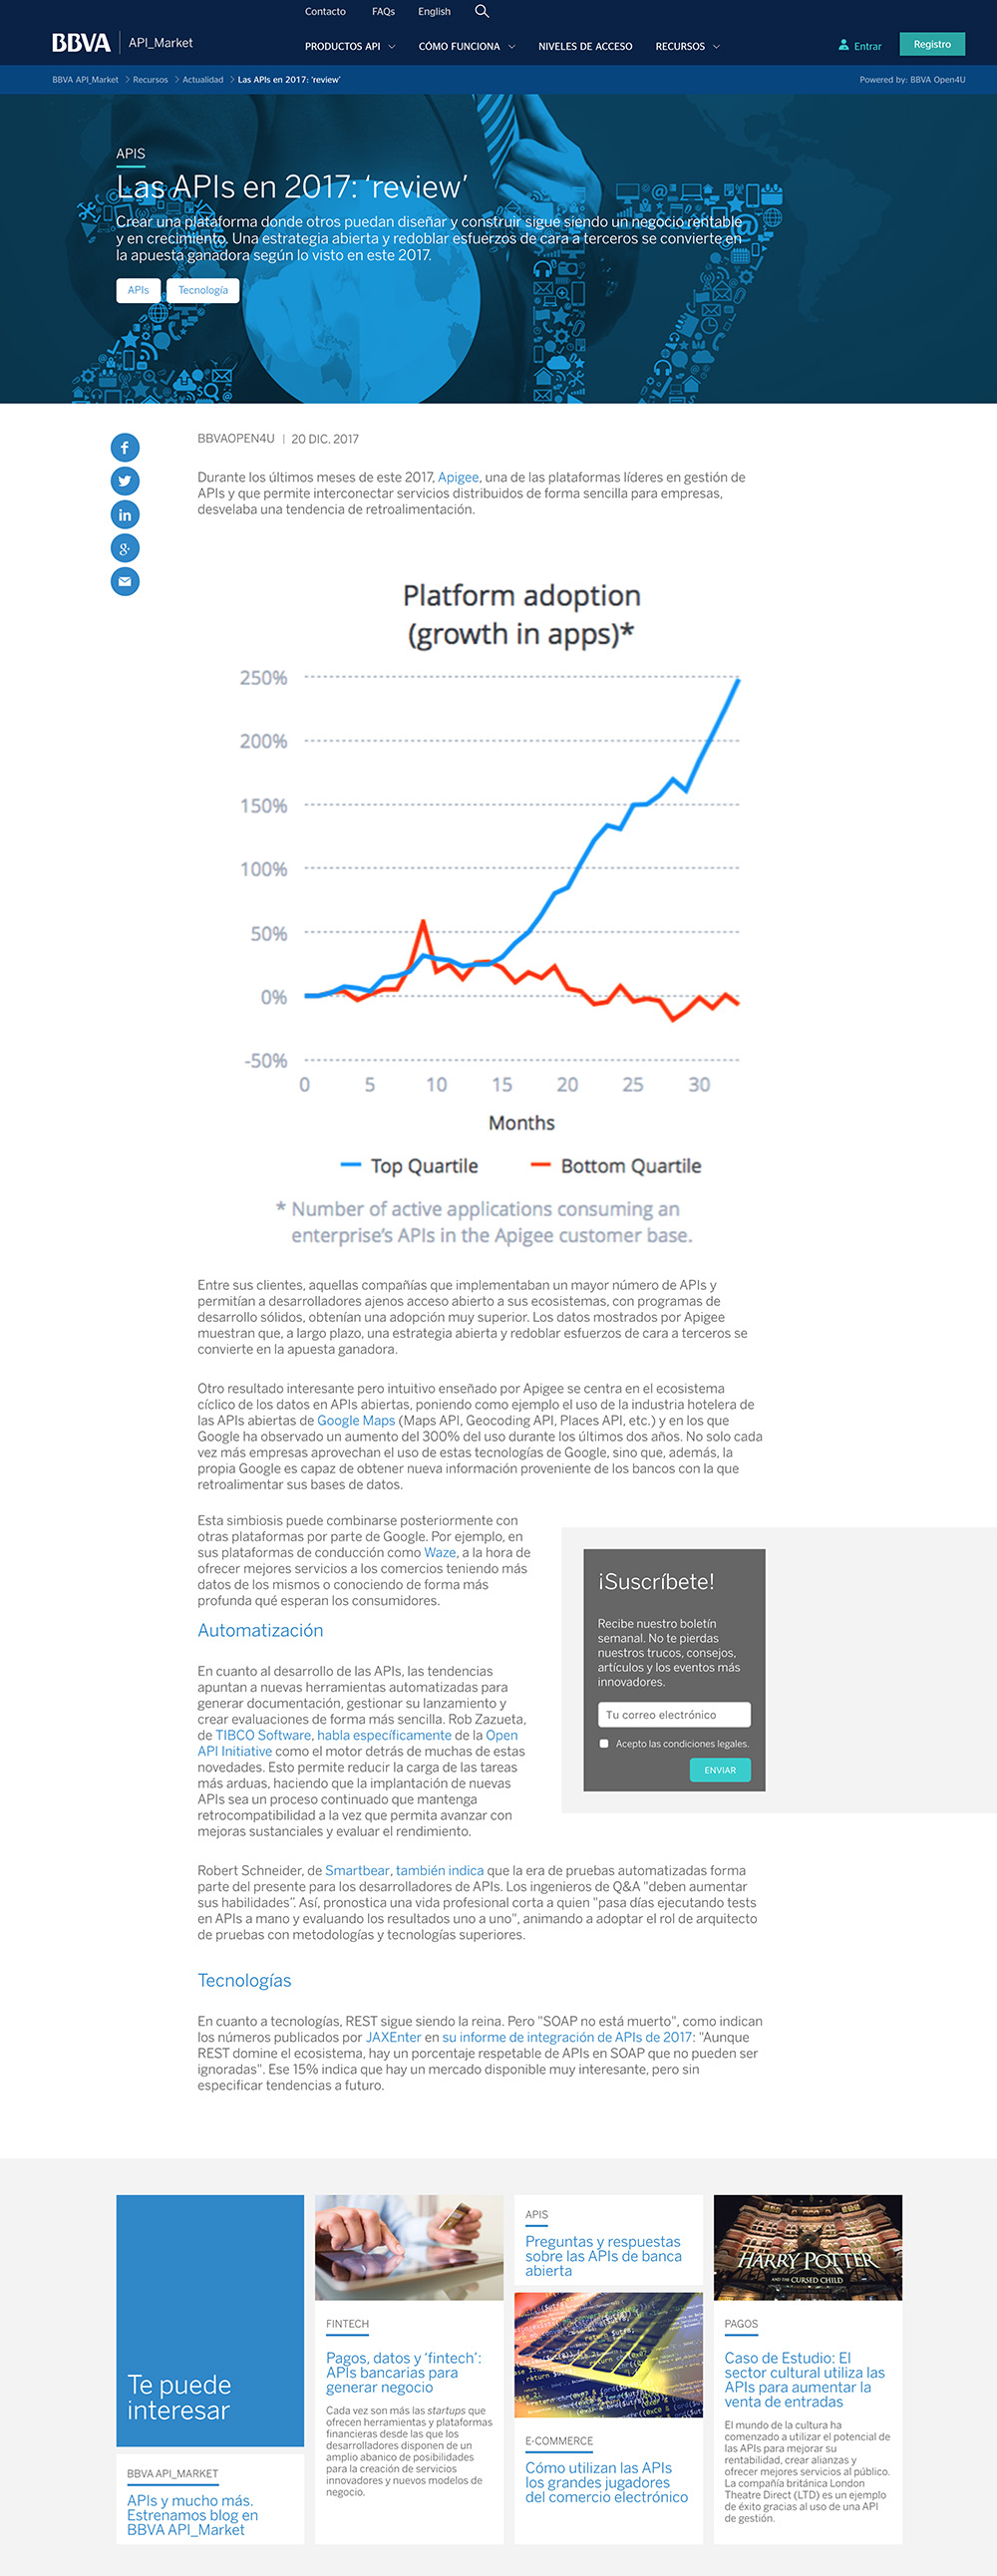 Contacto FAQs English
BBVA API_Market
PRODUCTOS API CÓMO FUNCIONA NIVELES DE ACCESO RECURSOS
Entrar Registro
BBVA API_Market > Recursos > Actualidad > Las APIs en 2017: ‘review’
Powered by: BBVA Open4U
APIS
Las APIs en 2017: ‘review’
Crear una plataforma donde otros puedan diseñar y construir sigue siendo un negocio rentable
y en crecimiento. Una estrategia abierta y redoblar esfuerzos de cara a terceros se convierte en
la apuesta ganadora según lo visto en este 2017.
APIs Tecnología
BBVAOPEN4U | 20 DIC. 2017
Durante los últimos meses de este 2017, Apigee, una de las plataformas líderes en gestión de
APIs y que permite interconectar servicios distribuidos de forma sencilla para empresas,
desvelaba una tendencia de retroalimentación.
Platform adoption
(growth in apps)*
250%
200%
150%
100%
50%
0%
-50%
0 5 10 15 20 25 30
Months
Top Quartile Bottom Quartile
* Number of active applications consuming an
enterprise’s APIs in the Apigee customer base.
Entre sus clientes, aquellas compañías que implementaban un mayor número de APIs y
permitían a desarrolladores ajenos acceso abierto a sus ecosistemas, con programas de
desarrollo sólidos, obtenían una adopción muy superior. Los datos mostrados por Apigee
muestran que, a largo plazo, una estrategia abierta y redoblar esfuerzos de cara a terceros se
convierte en la apuesta ganadora.
Otro resultado interesante pero intuitivo enseñado por Apigee se centra en el ecosistema
cíclico de los datos en APIs abiertas, poniendo como ejemplo el uso de la industria hotelera de
las APIs abiertas de Google Maps (Maps API, Geocoding API, Places API, etc.) y en los que
Google ha observado un aumento del 300% del uso durante los últimos dos años. No solo cada
vez más empresas aprovechan el uso de estas tecnologías de Google, sino que, además, la
propia Google es capaz de obtener nueva información proveniente de los bancos con la que
retroalimentar sus bases de datos.
Esta simbiosis puede combinarse posteriormente con
otras plataformas por parte de Google. Por ejemplo, en
sus plataformas de conducción como Waze, a la hora de
ofrecer mejores servicios a los comercios teniendo más
datos de los mismos o conociendo de forma más
profunda qué esperan los consumidores.
Automatización
En cuanto al desarrollo de las APIs, las tendencias
apuntan a nuevas herramientas automatizadas para
generar documentación, gestionar su lanzamiento y
crear evaluaciones de forma más sencilla. Rob Zazueta,
de TIBCO Software, habla específicamente de la Open
API Initiative como el motor detrás de muchas de estas
novedades. Esto permite reducir la carga de las tareas
más arduas, haciendo que la implantación de nuevas
APIs sea un proceso continuado que mantenga
retrocompatibilidad a la vez que permita avanzar con
mejoras sustanciales y evaluar el rendimiento.
¡Suscríbete!
Recibe nuestro boletín
semanal. No te pierdas
nuestros trucos, consejos,
artículos y los eventos más
innovadores.
Tu correo electrónico
Acepto las condiciones legales.
ENVIAR
Robert Schneider, de Smartbear, también indica que la era de pruebas automatizadas forma
parte del presente para los desarrolladores de APIs. Los ingenieros de Q&A "deben aumentar
sus habilidades”. Así, pronostica una vida profesional corta a quien "pasa días ejecutando tests
en APIs a mano y evaluando los resultados uno a uno", animando a adoptar el rol de arquitecto
de pruebas con metodologías y tecnologías superiores.
Tecnologías
En cuanto a tecnologías, REST sigue siendo la reina. Pero "SOAP no está muerto", como indican
los números publicados por JAXEnter en su informe de integración de APIs de 2017: "Aunque
REST domine el ecosistema, hay un porcentaje respetable de APIs en SOAP que no pueden ser
ignoradas". Ese 15% indica que hay un mercado disponible muy interesante, pero sin
especificar tendencias a futuro.
Te puede
interesar
BBVA API_MARKET
APIs y mucho más.
Estrenamos blog en
BBVA API_Market
FINTECH
Pagos, datos y ‘fintech’:
APIs bancarias para
generar negocio
Cada vez son más las startups que
ofrecen herramientas y plataformas
financieras desde las que los
desarrolladores disponen de un
amplio abanico de posibilidades
para la creación de servicios
innovadores y nuevos modelos de
negocio.
APIS
Preguntas y respuestas
sobre las APIs de banca
abierta
E-COMMERCE
Cómo utilizan las APIs
los grandes jugadores
del comercio electrónico
HARRY POTTER
AND THE CURSED CHILD
PAGOS
Caso de Estudio: El
sector cultural utiliza las
APIs para aumentar la
venta de entradas
El mundo de la cultura ha
comenzado a utilizar el potencial de
las APIs para mejorar su
rentabilidad, crear alianzas y
ofrecer mejores servicios al público.
La compañía británica London
Theatre Direct (LTD) es un ejemplo
de éxito gracias al uso de una API
de gestión.